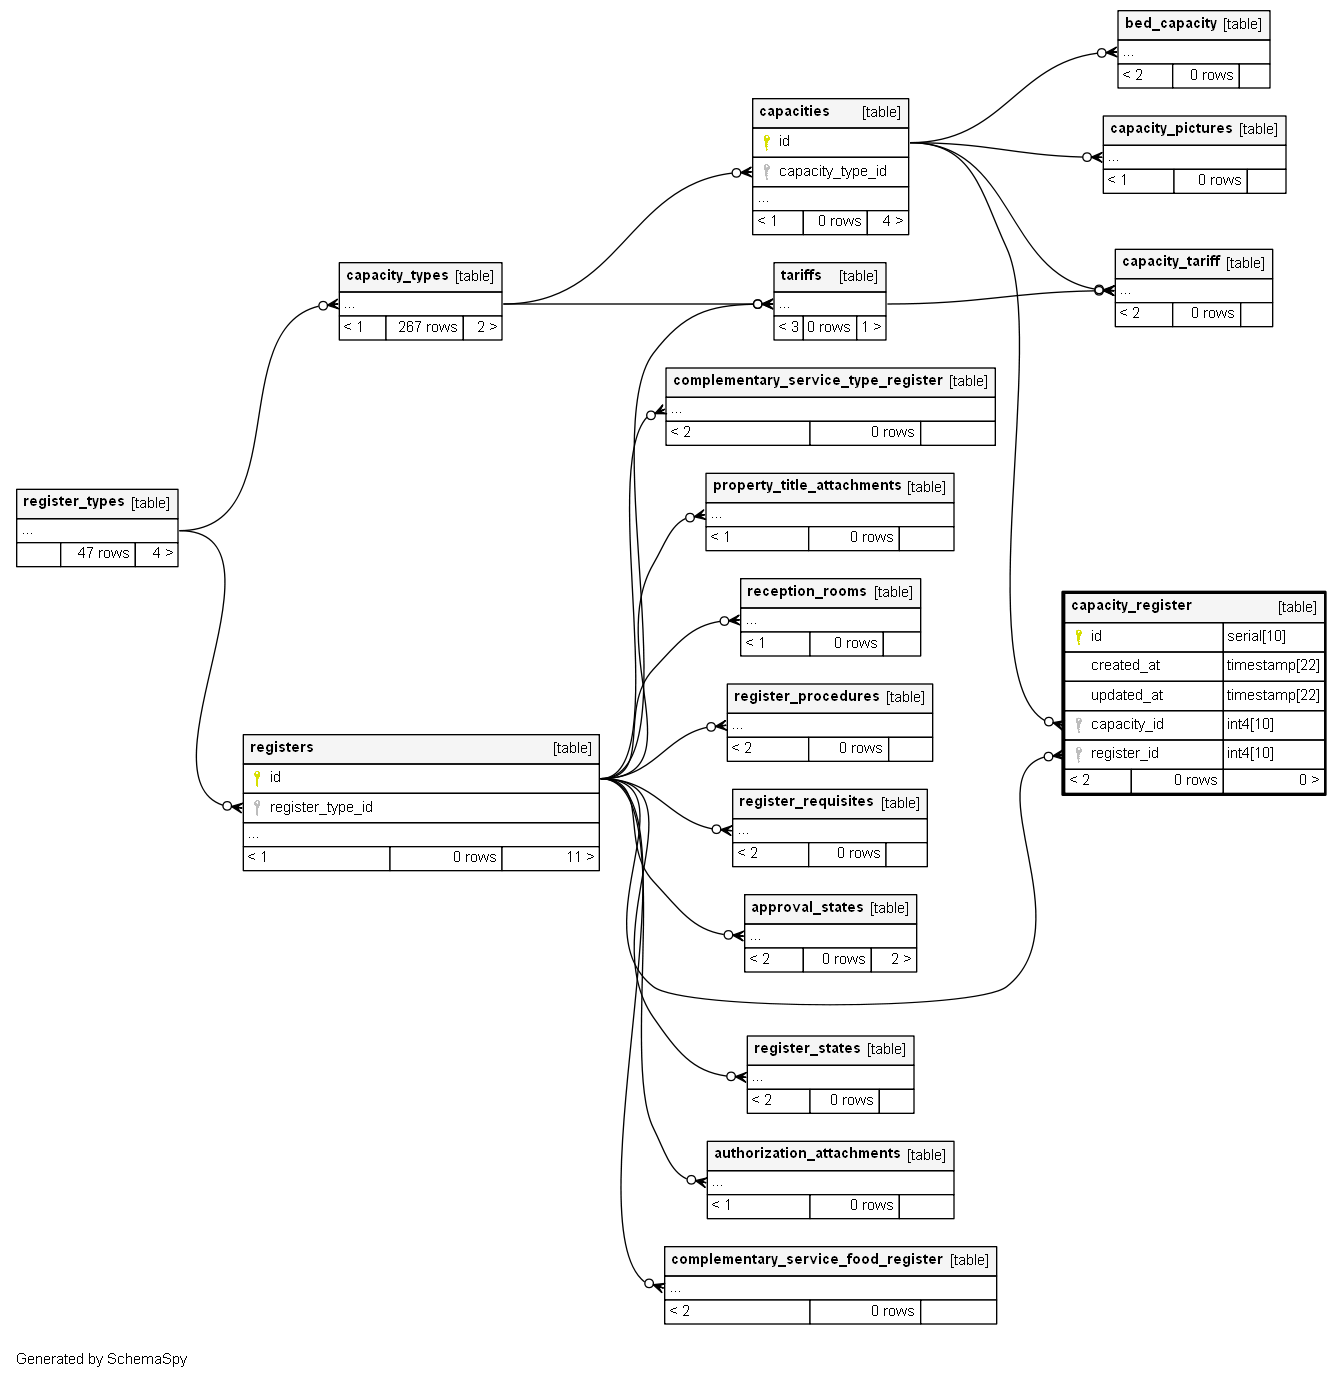 bed_capacity [table]
...
< 2 0 rows
capacities [table]
id
capacity_type_id
...
< 1 0 rows 4 >
capacity_pictures [table]
...
< 1 0 rows
capacity_types [table]
...
< 1 267 rows 2 >
tariffs [table]
...
< 3 0 rows 1 >
capacity_tariff [table]
...
< 2 0 rows
complementary_service_type_register [table]
...
< 2 0 rows
register_types [table]
...
47 rows 4 >
property_title_attachments [table]
...
< 1 0 rows
reception_rooms [table]
...
< 1 0 rows
capacity_register [table]
id serial[10]
created_at timestamp[22]
updated_at timestamp[22]
capacity_id int4[10]
register_id int4[10]
< 2 0 rows 0 >
register_procedures [table]
...
< 2 0 rows
registers [table]
id
register_type_id
...
< 1 0 rows 11 >
register_requisites [table]
...
< 2 0 rows
approval_states [table]
...
< 2 0 rows 2 >
register_states [table]
...
< 2 0 rows
authorization_attachments [table]
...
< 1 0 rows
complementary_service_food_register [table]
...
< 2 0 rows
Generated by SchemaSpy